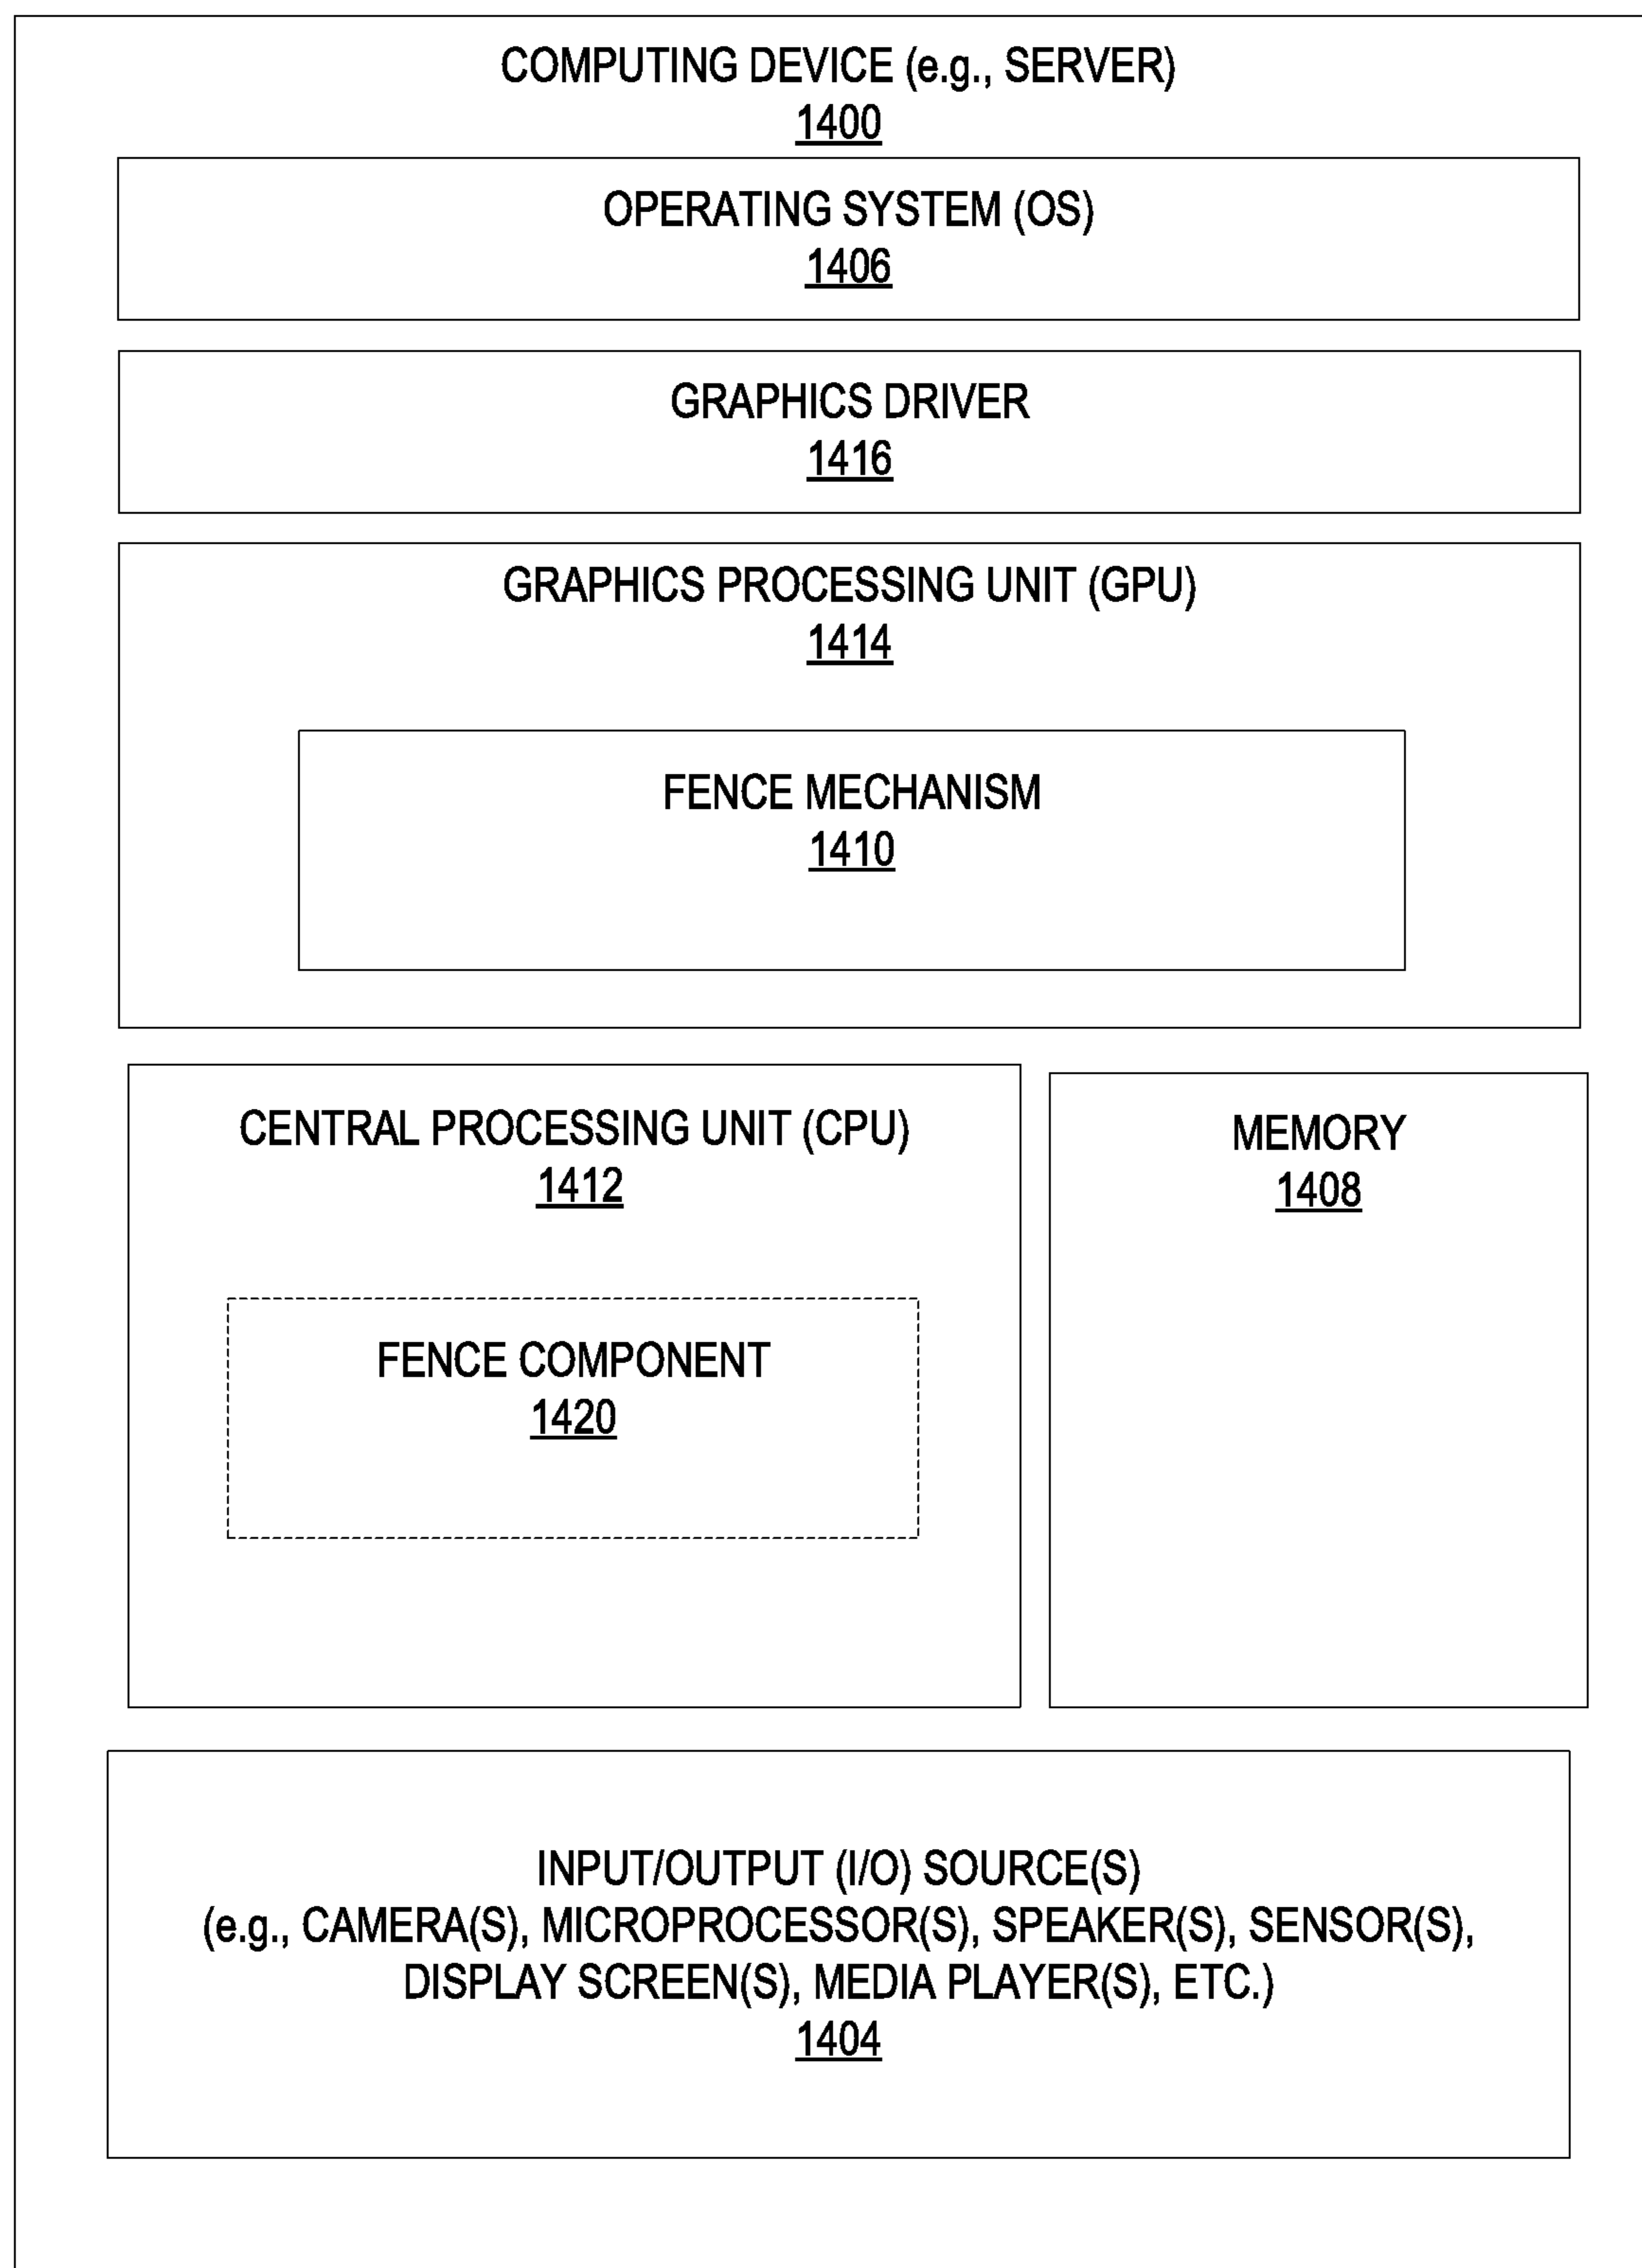 COMPUTING DEVICE (e.g., SERVER)
1400
OPERATING SYSTEM (OS)
1406
GRAPHICS DRIVER
1416
GRAPHICS PROCESSING UNIT (GPU)
1414
FENCE MECHANISM
1410
CENTRAL PROCESSING UNIT (CPU)
1412
FENCE COMPONENT
1420
MEMORY
1408
INPUT/OUTPUT (I/O) SOURCE(S)
(e.g., CAMERA(S), MICROPROCESSOR(S), SPEAKER(S), SENSOR(S),
DISPLAY SCREEN(S), MEDIA PLAYER(S), ETC.)
1404